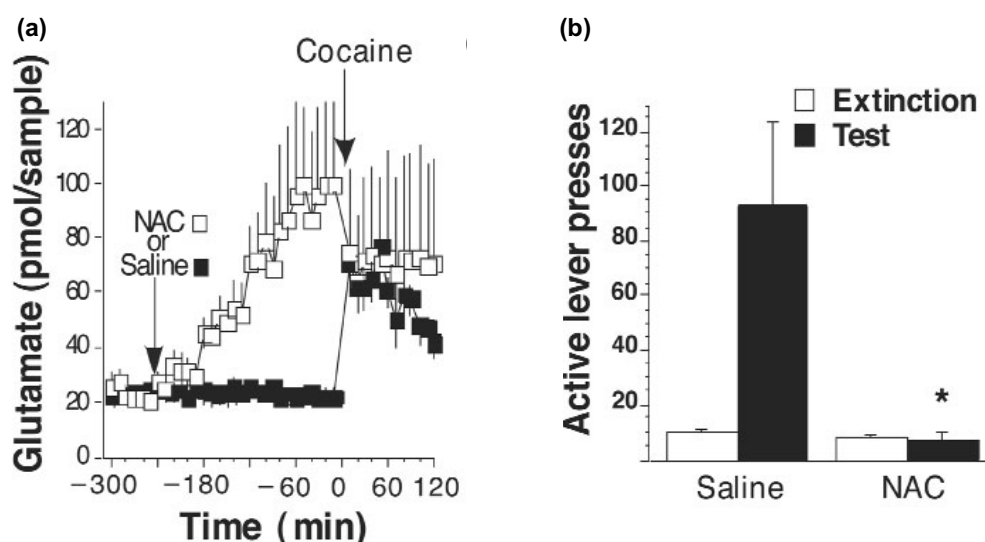 (a)
Cocaine
Glutamate (pmol/sample)
120
100
80
60
40
20
0
NAC
or
Saline
−300
−180
−60
0
60
120
Time (min)
(b)
Extinction
Test
Active lever presses
120
100
80
60
40
20
*
Saline
NAC